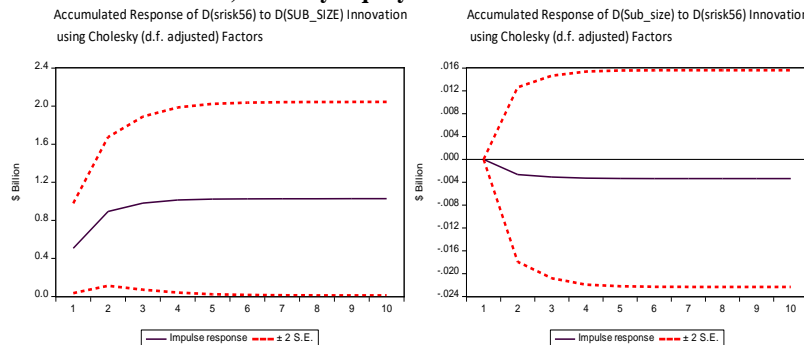 Accumulated Response of D(srisk56) to D(SUB_SIZE) Innovation
using Cholesky (d.f. adjusted) Factors
2.4
2.0
1.6
1.2
0.8
0.4
0.0
$ Billion
1 2 3 4 5 6 7 8 9 10
Impulse response ± 2 S.E.
Accumulated Response of D(Sub_size) to D(srisk56) Innovation
using Cholesky (d.f. adjusted) Factors
.016
.012
.008
.004
.000
-.004
-.008
-.012
-.016
-.020
-.024
$ Billion
1 2 3 4 5 6 7 8 9 10
Impulse response ± 2 S.E.